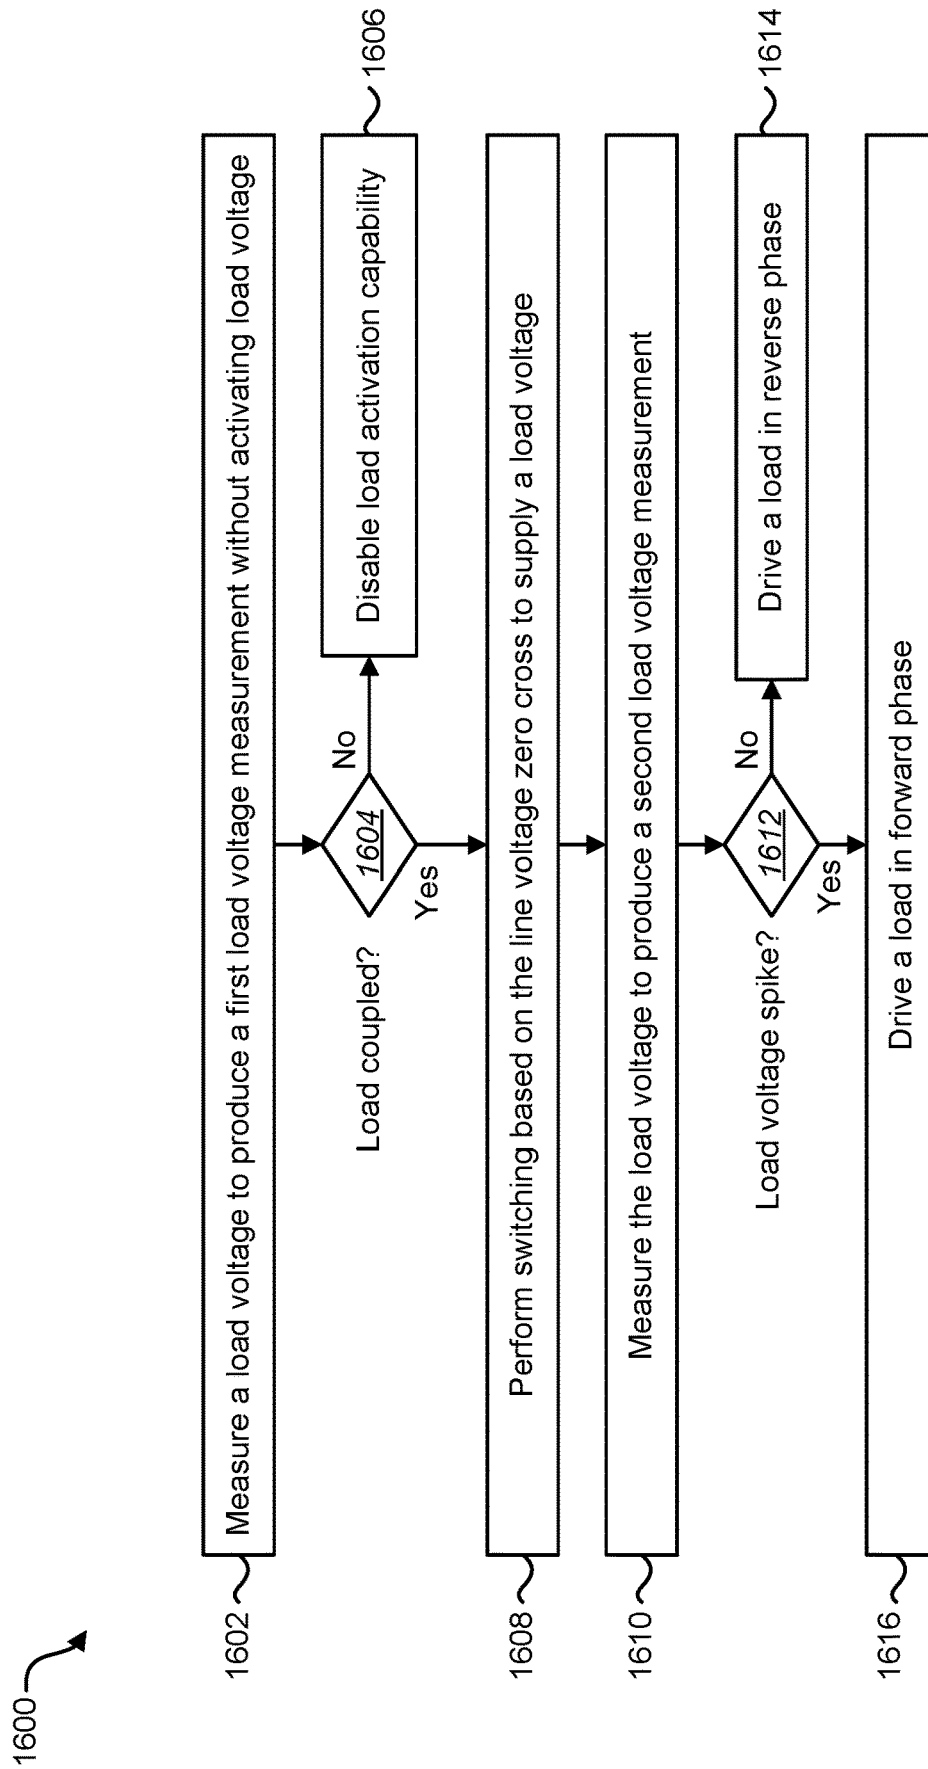 1600
1602
Measure a load voltage to produce a first load voltage measurement without activating load voltage
Load coupled?
1604
No
Yes
Disable load activation capability
1606
1608
Perform switching based on the line voltage zero cross to supply a load voltage
1610
Measure the load voltage to produce a second load voltage measurement
Load voltage spike?
1612
No
Yes
Drive a load in reverse phase
1614
1616
Drive a load in forward phase